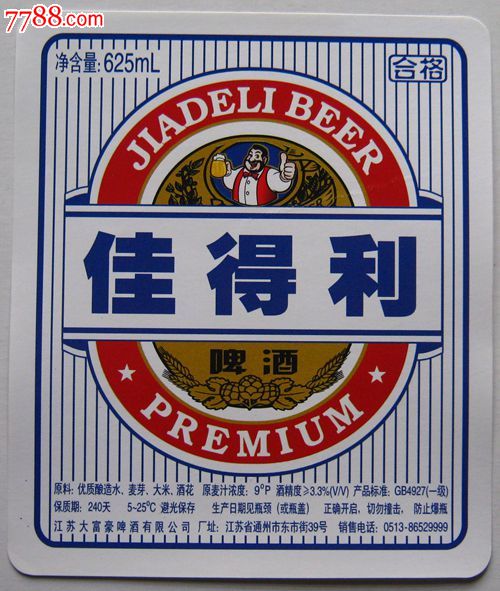 7788.com
净含量:625mL
合格
JIADELI BEER
佳得利
啤酒
PREMIUM
原料: 优质酿造水、麦芽、大米、酒花 原麦汁浓度: 9°P 酒精度≥3.3%(V/V) 产品标准: GB4927(一级)
保质期: 240天 5-25℃ 避光保存 生产日期见瓶颈 (或瓶盖) 正确开启, 切勿撞击, 防止爆瓶
江苏大富豪啤酒有限公司 厂址: 江苏省通州市东市街39号 销售电话: 0513-86529999